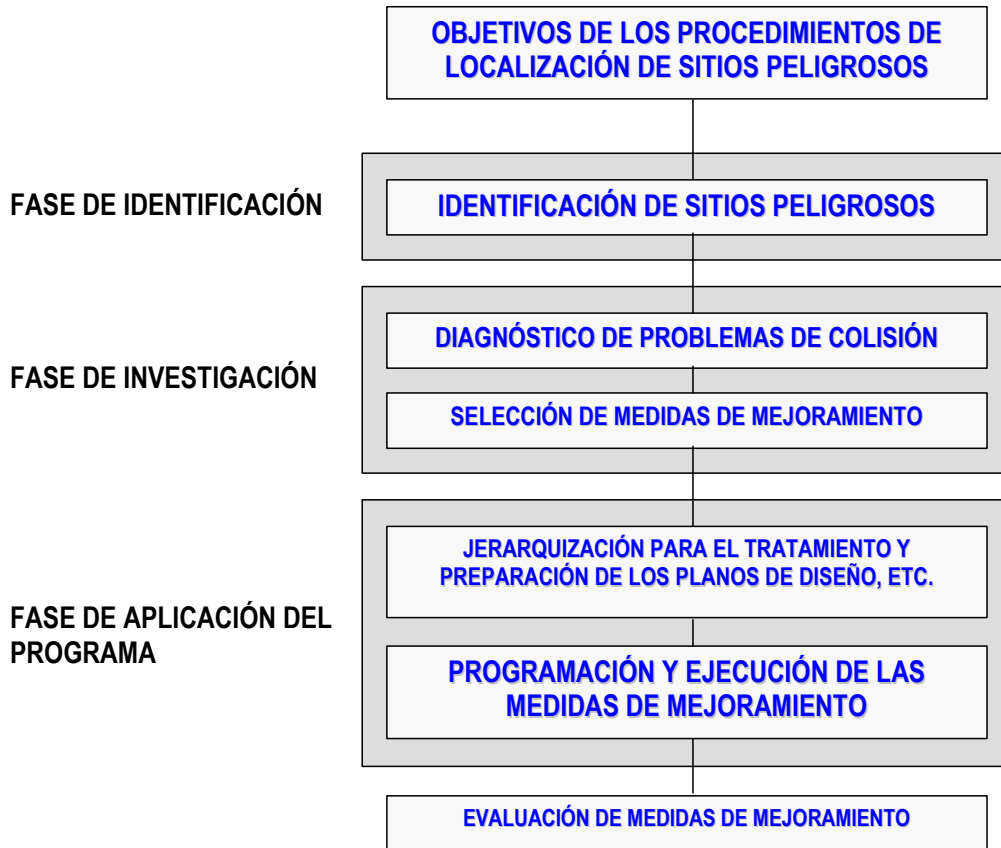 OBJETIVOS DE LOS PROCEDIMIENTOS DE
LOCALIZACIÓN DE SITIOS PELIGROSOS
FASE DE IDENTIFICACIÓN
IDENTIFICACIÓN DE SITIOS PELIGROSOS
DIAGNÓSTICO DE PROBLEMAS DE COLISIÓN
FASE DE INVESTIGACIÓN
SELECCIÓN DE MEDIDAS DE MEJORAMIENTO
JERARQUIZACIÓN PARA EL TRATAMIENTO Y
PREPARACIÓN DE LOS PLANOS DE DISEÑO, ETC.
FASE DE APLICACIÓN DEL
PROGRAMA
PROGRAMACIÓN Y EJECUCIÓN DE LAS
MEDIDAS DE MEJORAMIENTO
EVALUACIÓN DE MEDIDAS DE MEJORAMIENTO